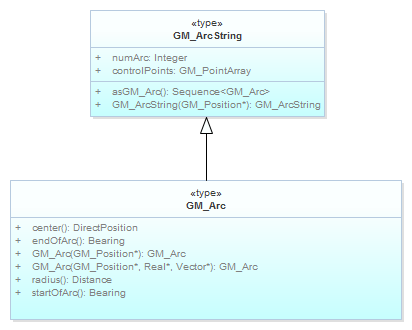 «type»
GM_ArcString
+ numArc: Integer
+ controlPoints: GM_PointArray
+ asGM_Arc(): Sequence<GM_Arc>
+ GM_ArcString(GM_Position*): GM_ArcString
«type»
GM_Arc
+ center(): DirectPosition
+ endOfArc(): Bearing
+ GM_Arc(GM_Position*): GM_Arc
+ GM_Arc(GM_Position*, Real*, Vector*): GM_Arc
+ radius(): Distance
+ startOfArc(): Bearing